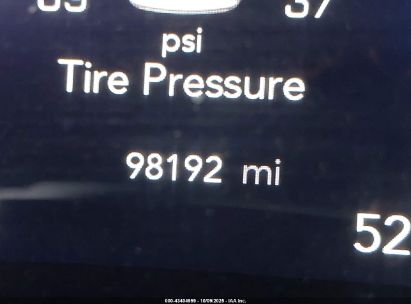 37
psi
Tire Pressure
98192 mi
52